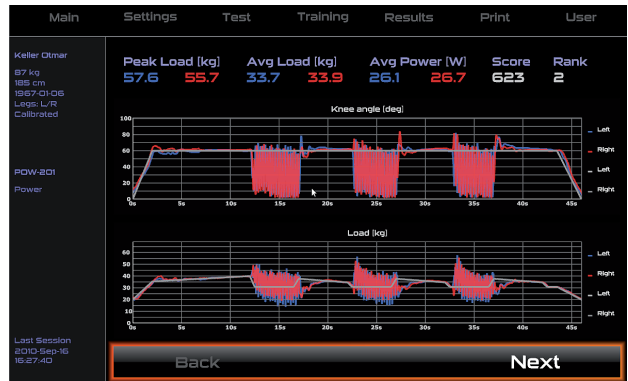 Main Settings Test Training Results Print User
Keller Otmar
87 kg
185 cm
1967-01-06
Legs: L/R
Calibrated
POW-201
Power
Last Session
2010-Sep-16
16:27:40
Peak Load [kg] Avg Load [kg] Avg Power [W] Score Rank
57.6 55.7 33.7 33.9 26.1 26.7 623 2
Knee angle [deg]
100
80
60
40
20
0s 5s 10s 15s 20s 25s 30s 35s 40s 45s
Left
Right
Left
Right
Load [kg]
60
50
40
30
20
10
0s 5s 10s 15s 20s 25s 30s 35s 40s 45s
Left
Right
Left
Right
Back Next